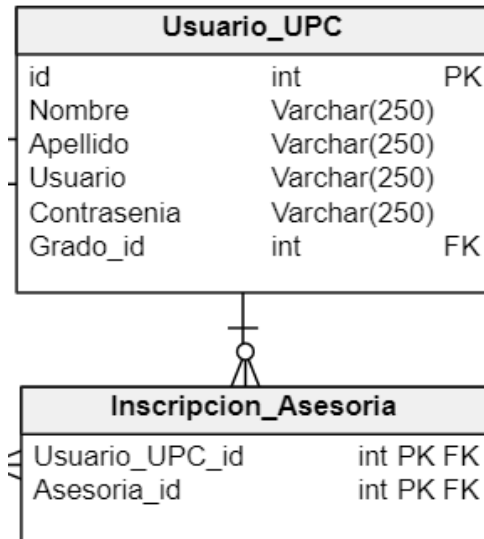 Usuario_UPC
id int PK
Nombre Varchar(250)
Apellido Varchar(250)
Usuario Varchar(250)
Contrasenia Varchar(250)
Grado_id int FK
Inscripcion_Asesoria
Usuario_UPC_id int PK FK
Asesoria_id int PK FK